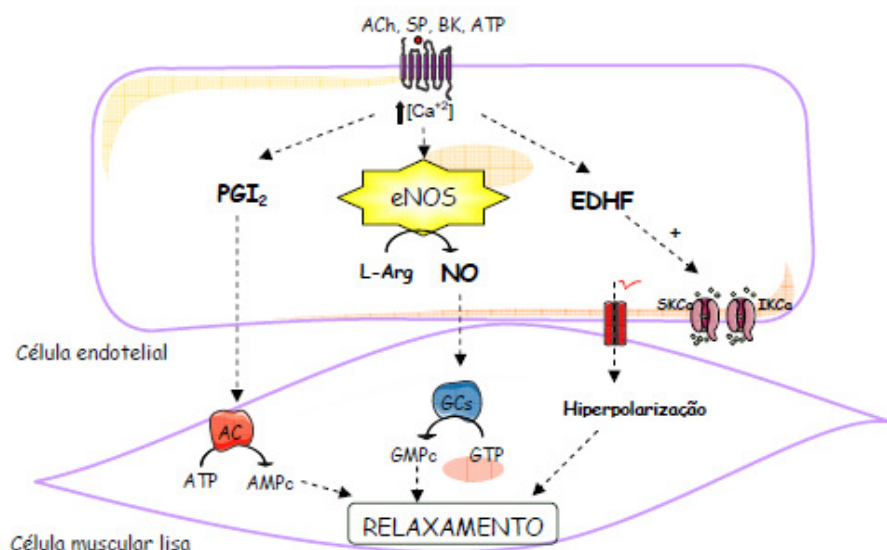 ACh, SP, BK, ATP
[Ca⁺²]
PGI₂
eNOS
EDHF
+
L-Arg
NO
SKCa
IKCa
Célula endotelial
GCs
Hiperpolarização
AC
GMPc
GTP
ATP
AMPc
RELAXAMENTO
Célula muscular lisa